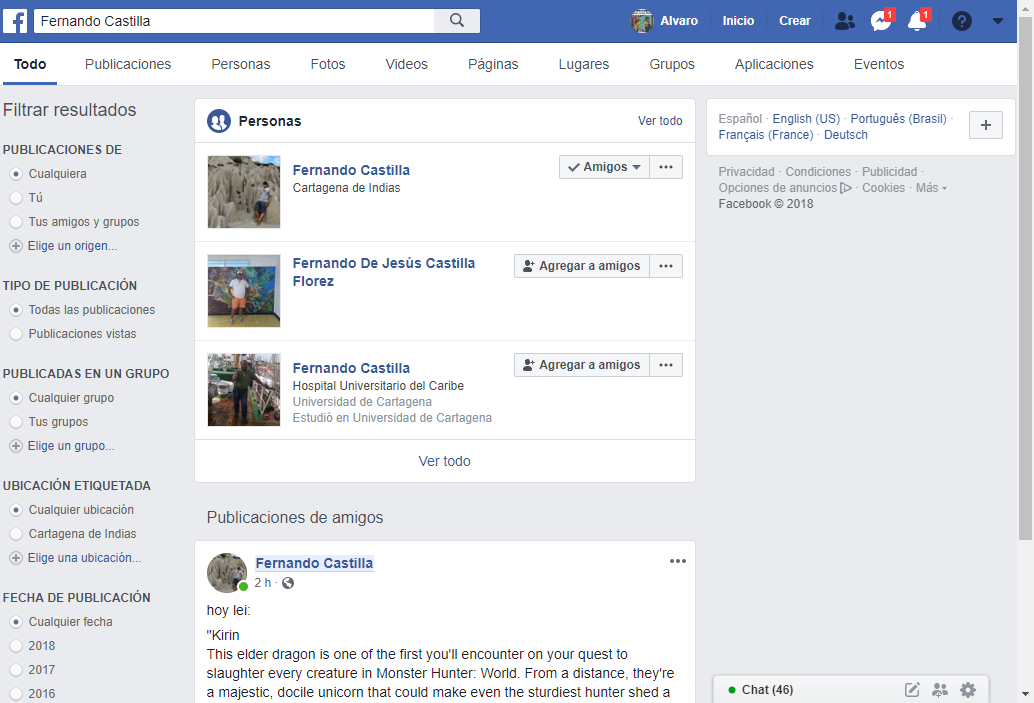 f Fernando Castilla Alvaro Inicio Crear 1 1 ?
Todo Publicaciones Personas Fotos Videos Páginas Lugares Grupos Aplicaciones Eventos
Filtrar resultados
PUBLICACIONES DE
Cualquiera
Tú
Tus amigos y grupos
Elige un origen...
TIPO DE PUBLICACIÓN
Todas las publicaciones
Publicaciones vistas
PUBLICADAS EN UN GRUPO
Cualquier grupo
Tus grupos
Elige un grupo...
UBICACIÓN ETIQUETADA
Cualquier ubicación
Cartagena de Indias
Elige una ubicación...
FECHA DE PUBLICACIÓN
Cualquier fecha
2018
2017
2016
Personas Ver todo
Fernando Castilla
Cartagena de Indias
Amigos
Fernando De Jesús Castilla
Florez
Agregar a amigos
Fernando Castilla
Hospital Universitario del Caribe
Universidad de Cartagena
Estudió en Universidad de Cartagena
Agregar a amigos
Ver todo
Publicaciones de amigos
Fernando Castilla
2 h ·
hoy lei:
"Kirin
This elder dragon is one of the first you'll encounter on your quest to
slaughter every creature in Monster Hunter: World. From a distance, they're
a majestic, docile unicorn that could make even the sturdiest hunter shed a
Español · English (US) · Português (Brasil) ·
Français (France) · Deutsch
+
Privacidad · Condiciones · Publicidad ·
Opciones de anuncios · Cookies · Más
Facebook © 2018
Chat (46)